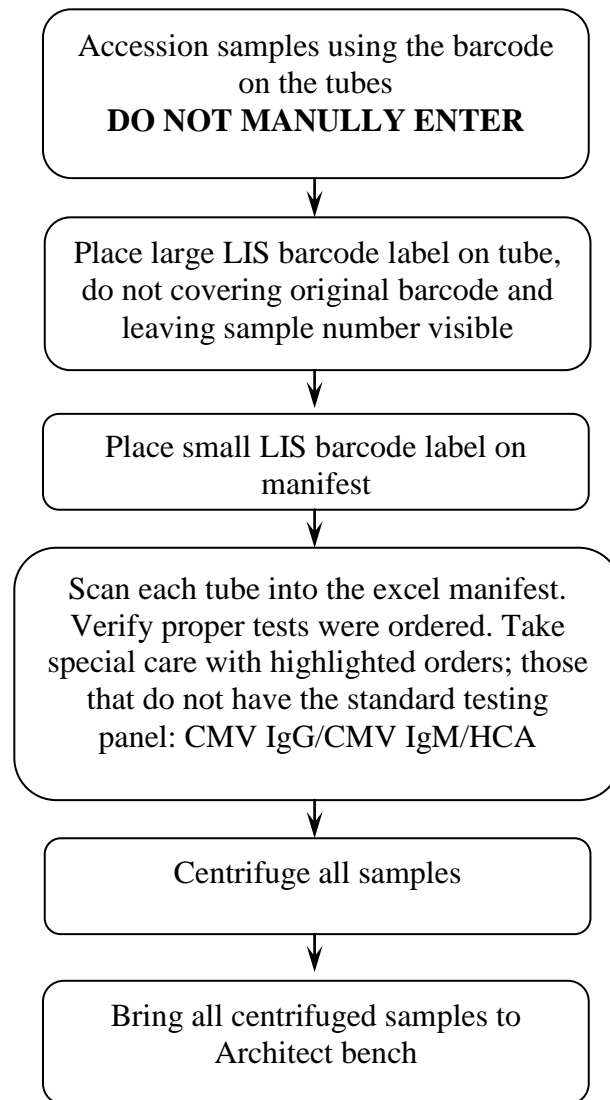 Accession samples using the barcode
on the tubes
DO NOT MANULLY ENTER
Place large LIS barcode label on tube,
do not covering original barcode and
leaving sample number visible
Place small LIS barcode label on
manifest
Scan each tube into the excel manifest.
Verify proper tests were ordered. Take
special care with highlighted orders; those
that do not have the standard testing
panel: CMV IgG/CMV IgM/HCA
Centrifuge all samples
Bring all centrifuged samples to
Architect bench